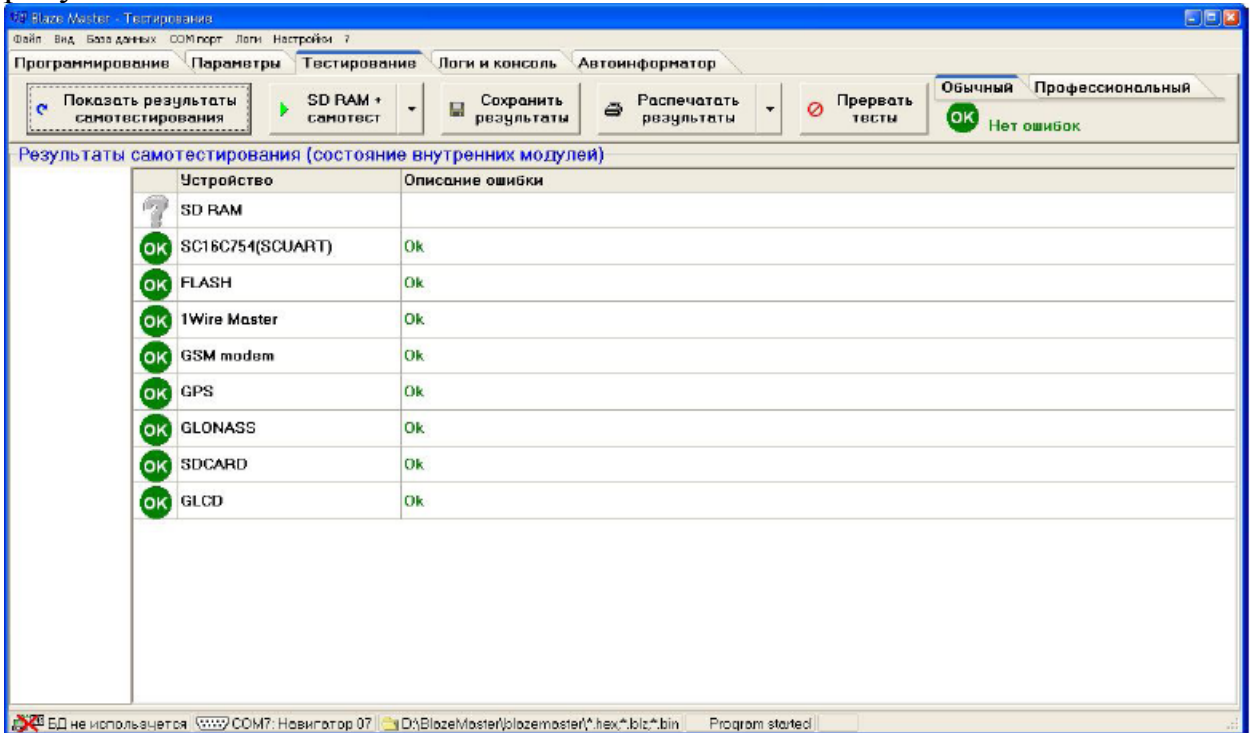 Blaze Master - Тестирование
Файл Вид База данных COM порт Логи Настройки ?
Программирование Параметры Тестирование Логи и консоль Автоинформатор
Показать результаты самотестирования
SD RAM + самотест
Сохранить результаты
Распечатать результаты
Прервать тесты
Обычный Профессиональный
OK Нет ошибок
Результаты самотестирования (состояние внутренних модулей)
Устройство Описание ошибки
SD RAM
OK SC16C754(SCUART) Ok
OK FLASH Ok
OK 1Wire Master Ok
OK GSM modem Ok
OK GPS Ok
OK GLONASS Ok
OK SDCARD Ok
OK GLCD Ok
БД не используется COM7: Навигатор 07 D:\BlazeMaster\blazemaster\*.hex,*.blz,*.bin Program started